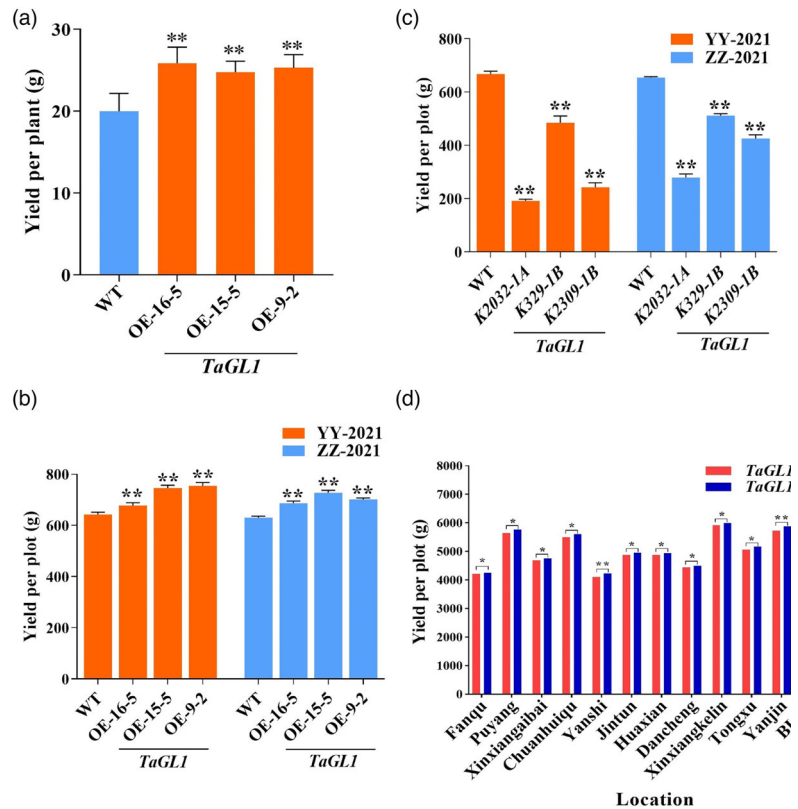 (a)
Yield per plant (g)
30
20
10
0
**
**
**
WT
OE-16-5
OE-15-5
OE-9-2
TaGL1
(c)
YY-2021
ZZ-2021
Yield per plot (g)
800
600
400
200
0
**
**
**
**
**
**
WT
K2032-1A
K329-1B
K2309-1B
WT
K2032-1A
K329-1B
K2309-1B
TaGL1
TaGL1
(b)
YY-2021
ZZ-2021
Yield per plot (g)
800
600
400
200
0
**
**
**
**
**
**
WT
OE-16-5
OE-15-5
OE-9-2
WT
OE-16-5
OE-15-5
OE-9-2
TaGL1
TaGL1
(d)
TaGL1
TaGL1
Yield per plot (g)
8000
7000
6000
5000
4000
3000
2000
1000
0
*
*
*
*
**
*
*
*
*
*
**
Fanqu
Puyang
Xinxiangaibai
Chuanhuiqu
Yanshi
Jintun
Huaxian
Dancheng
Xinxiangkelin
Tongxu
Yanjin
Location